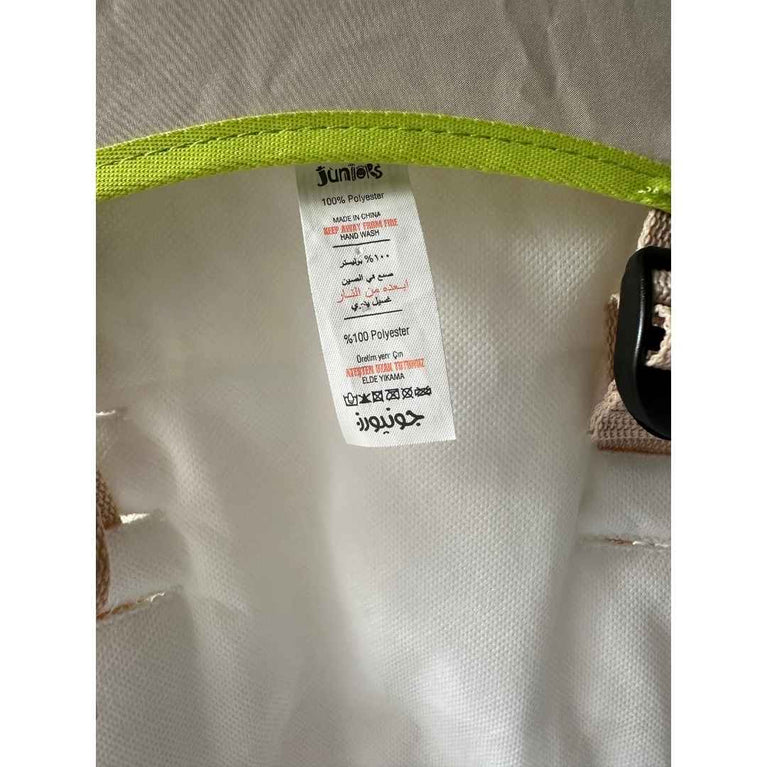 juniors
100% Polyester
MADE IN CHINA
KEEP AWAY FROM FIRE
HAND WASH
١٠٠% بوليستر
صنع في الصين
ابعده من النار
غسيل يدوي
%100 Polyester
Üretim yeri: Çin
ATEŞTEN UZAK TUTUNUZ
ELDE YIKAMA
جونيورز